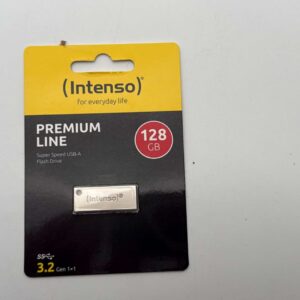 (Intenso)®
for everyday life
PREMIUM
LINE
128
GB
Super Speed USB-A
Flash Drive
(Intenso)
3.2 Gen 1x1